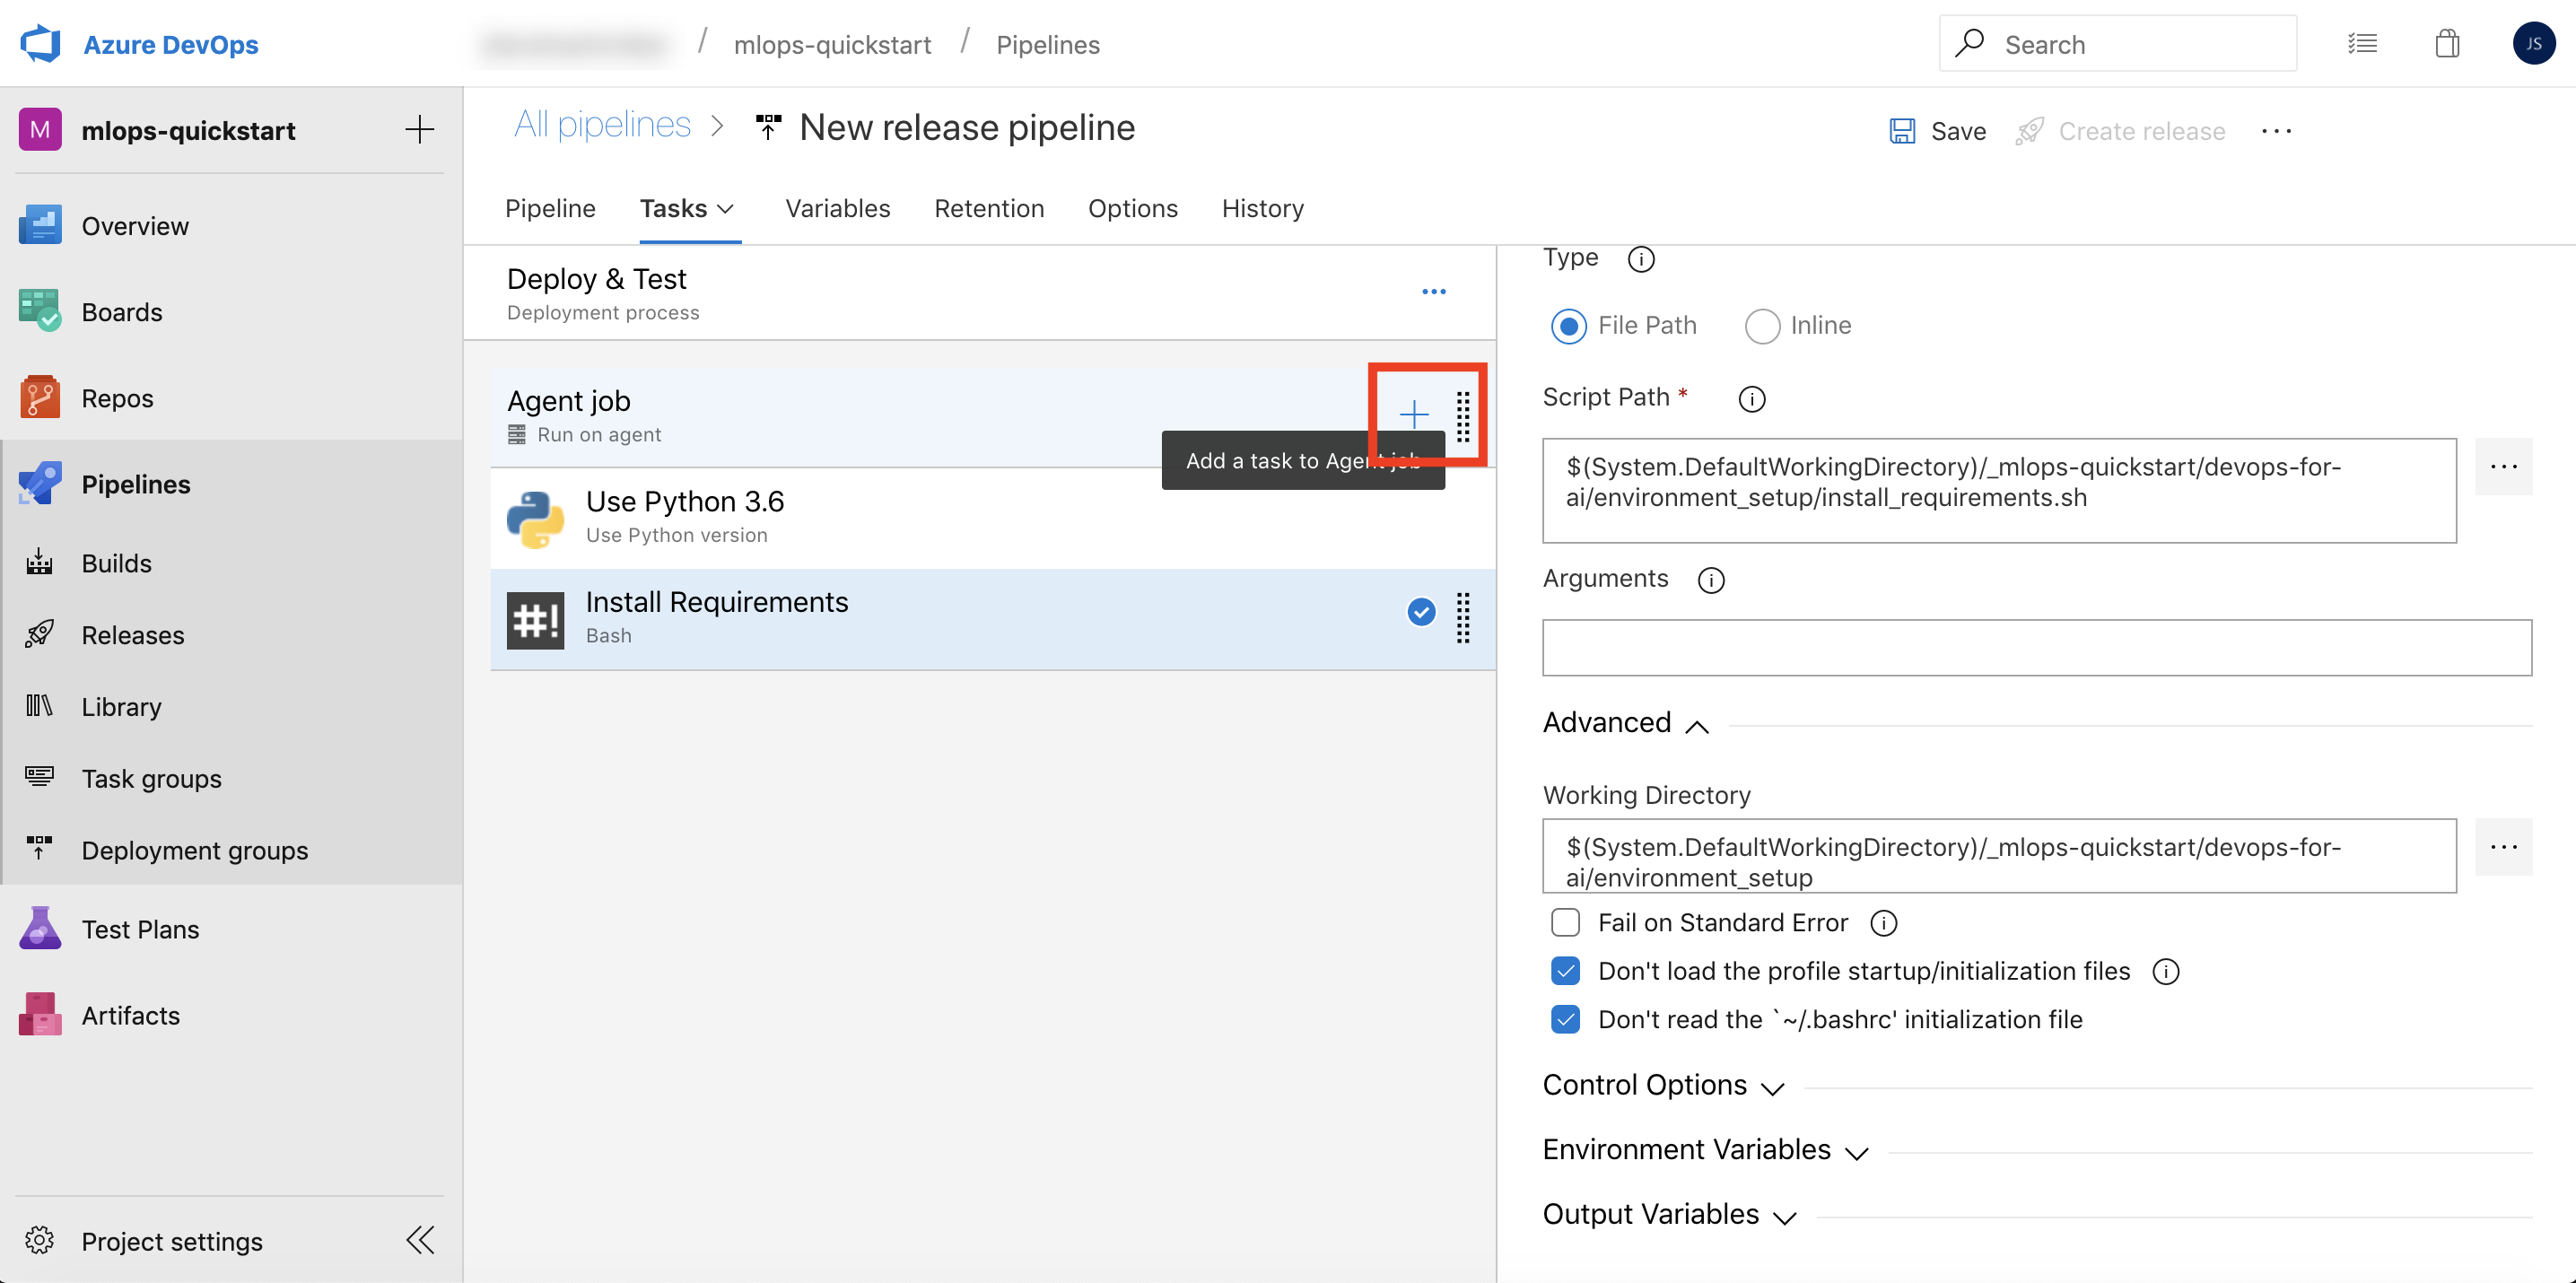 Azure DevOps
/ mlops-quickstart / Pipelines
Search
JS
M
mlops-quickstart
Overview
Boards
Repos
Pipelines
Builds
Releases
Library
Task groups
Deployment groups
Test Plans
Artifacts
Project settings
All pipelines > New release pipeline
Save
Create release
Pipeline
Tasks
Variables
Retention
Options
History
Deploy & Test
Deployment process
Agent job
Run on agent
Add a task to Agent job
Use Python 3.6
Use Python version
#!
Install Requirements
Bash
Type
File Path
Inline
Script Path *
$(System.DefaultWorkingDirectory)/_mlops-quickstart/devops-for-
ai/environment_setup/install_requirements.sh
Arguments
Advanced
Working Directory
$(System.DefaultWorkingDirectory)/_mlops-quickstart/devops-for-
ai/environment_setup
Fail on Standard Error
Don't load the profile startup/initialization files
Don't read the `~/.bashrc' initialization file
Control Options
Environment Variables
Output Variables